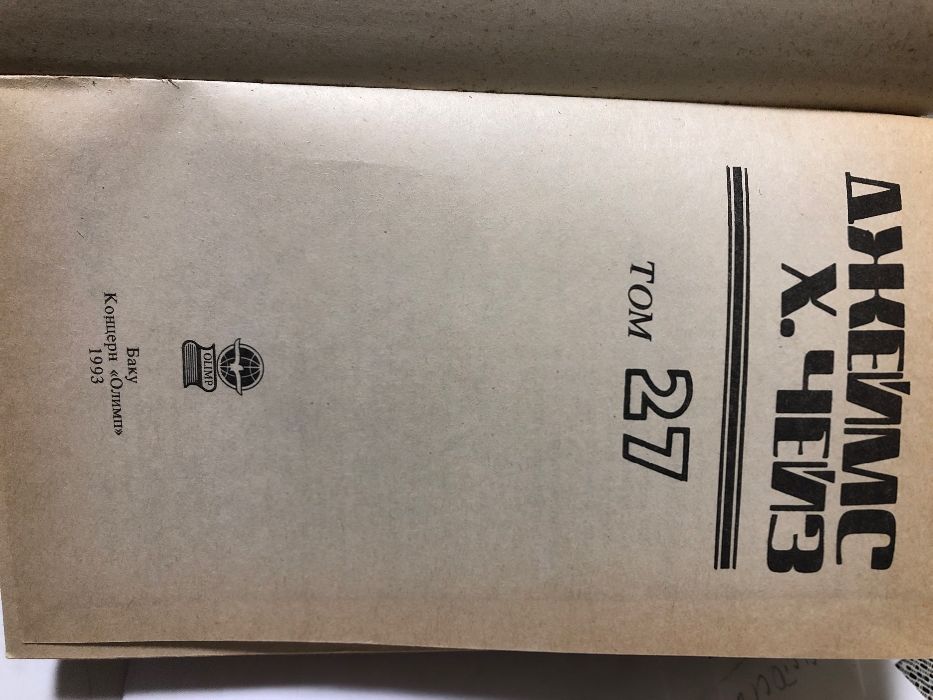 ДЖЕЙМС
Х. ЧЕЙЗ
ТОМ 27
OLIMP
Баку
Концерн «Олимп»
1993